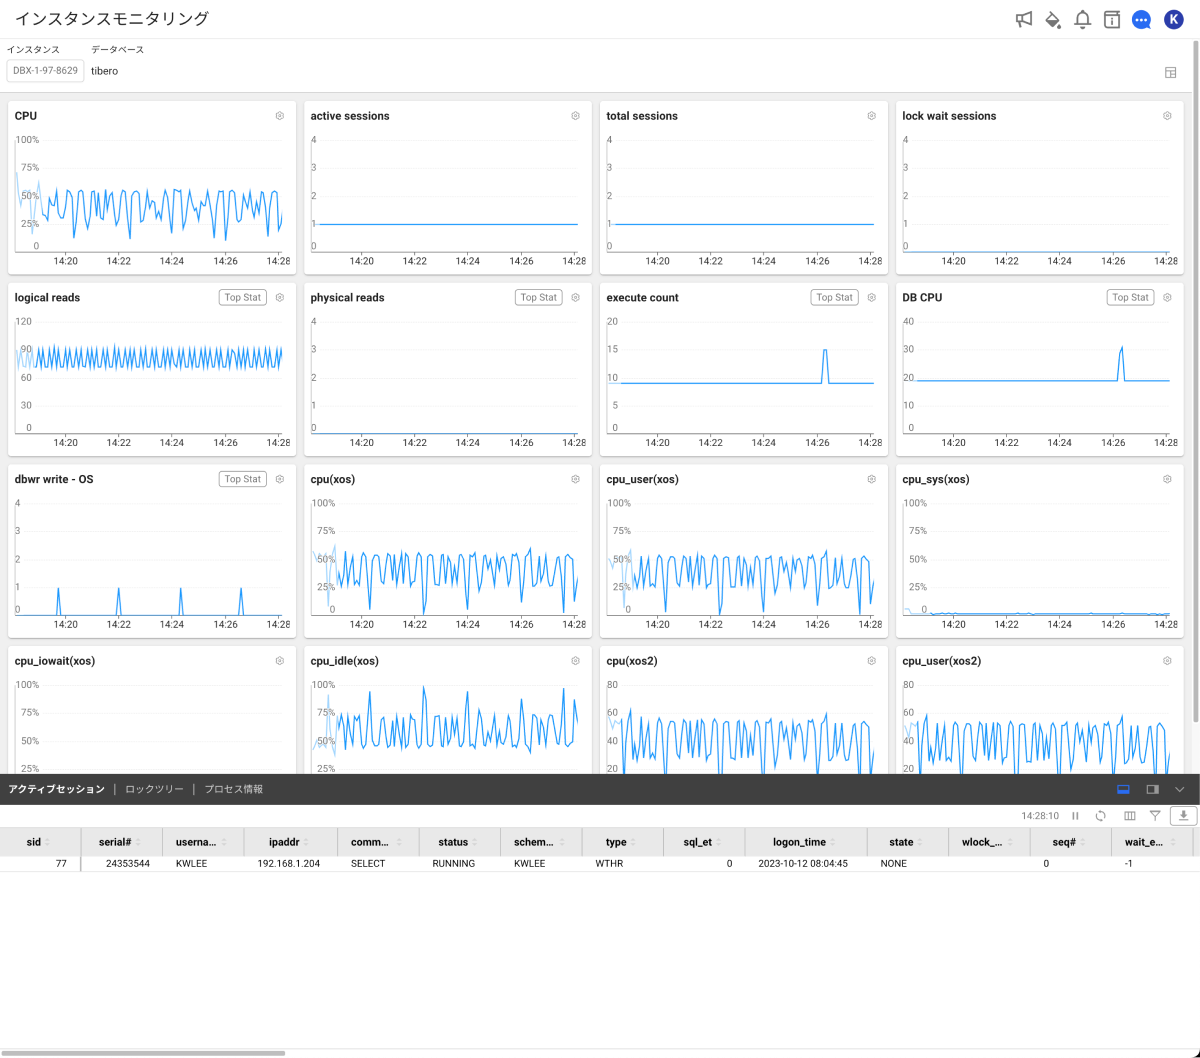 インスタンスモニタリング
K
インスタンス データベース
DBX-1-97-8629 tibero
CPU
100%
75%
50%
25%
0
14:20 14:22 14:24 14:26 14:28
active sessions
4
3
2
1
0
14:20 14:22 14:24 14:26 14:28
total sessions
4
3
2
1
0
14:20 14:22 14:24 14:26 14:28
lock wait sessions
4
3
2
1
0
14:20 14:22 14:24 14:26 14:28
logical reads Top Stat
120
90
60
30
0
14:20 14:22 14:24 14:26 14:28
physical reads Top Stat
4
3
2
1
0
14:20 14:22 14:24 14:26 14:28
execute count Top Stat
20
15
10
5
0
14:20 14:22 14:24 14:26 14:28
DB CPU Top Stat
40
30
20
10
0
14:20 14:22 14:24 14:26 14:28
dbwr write - OS Top Stat
4
3
2
1
0
14:20 14:22 14:24 14:26 14:28
cpu(xos)
100%
75%
50%
25%
0
14:20 14:22 14:24 14:26 14:28
cpu_user(xos)
100%
75%
50%
25%
0
14:20 14:22 14:24 14:26 14:28
cpu_sys(xos)
100%
75%
50%
25%
0
14:20 14:22 14:24 14:26 14:28
cpu_iowait(xos)
100%
75%
50%
25%
cpu_idle(xos)
100%
75%
50%
25%
cpu(xos2)
80
60
40
20
cpu_user(xos2)
80
60
40
20
アクティブセッション | ロックツリー | プロセス情報
14:28:10
sid serial# userna... ipaddr comm... status schem... type sql_et logon_time state wlock_... seq# wait_e...
77 24353544 KWLEE 192.168.1.204 SELECT RUNNING KWLEE WTHR 0 2023-10-12 08:04:45 NONE 0 -1